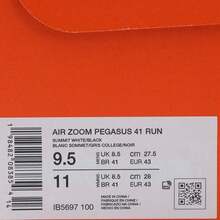 AIR ZOOM PEGASUS 41 RUN
SUMMIT WHITE/BLACK
BLANC SOMMET/GRIS COLLEGE/NOIR
9.5 UK 8.5 cm 27.5
BR 41 EUR 43
11 UK 8.5 cm 28
BR 41 EUR 43
IB5697 100